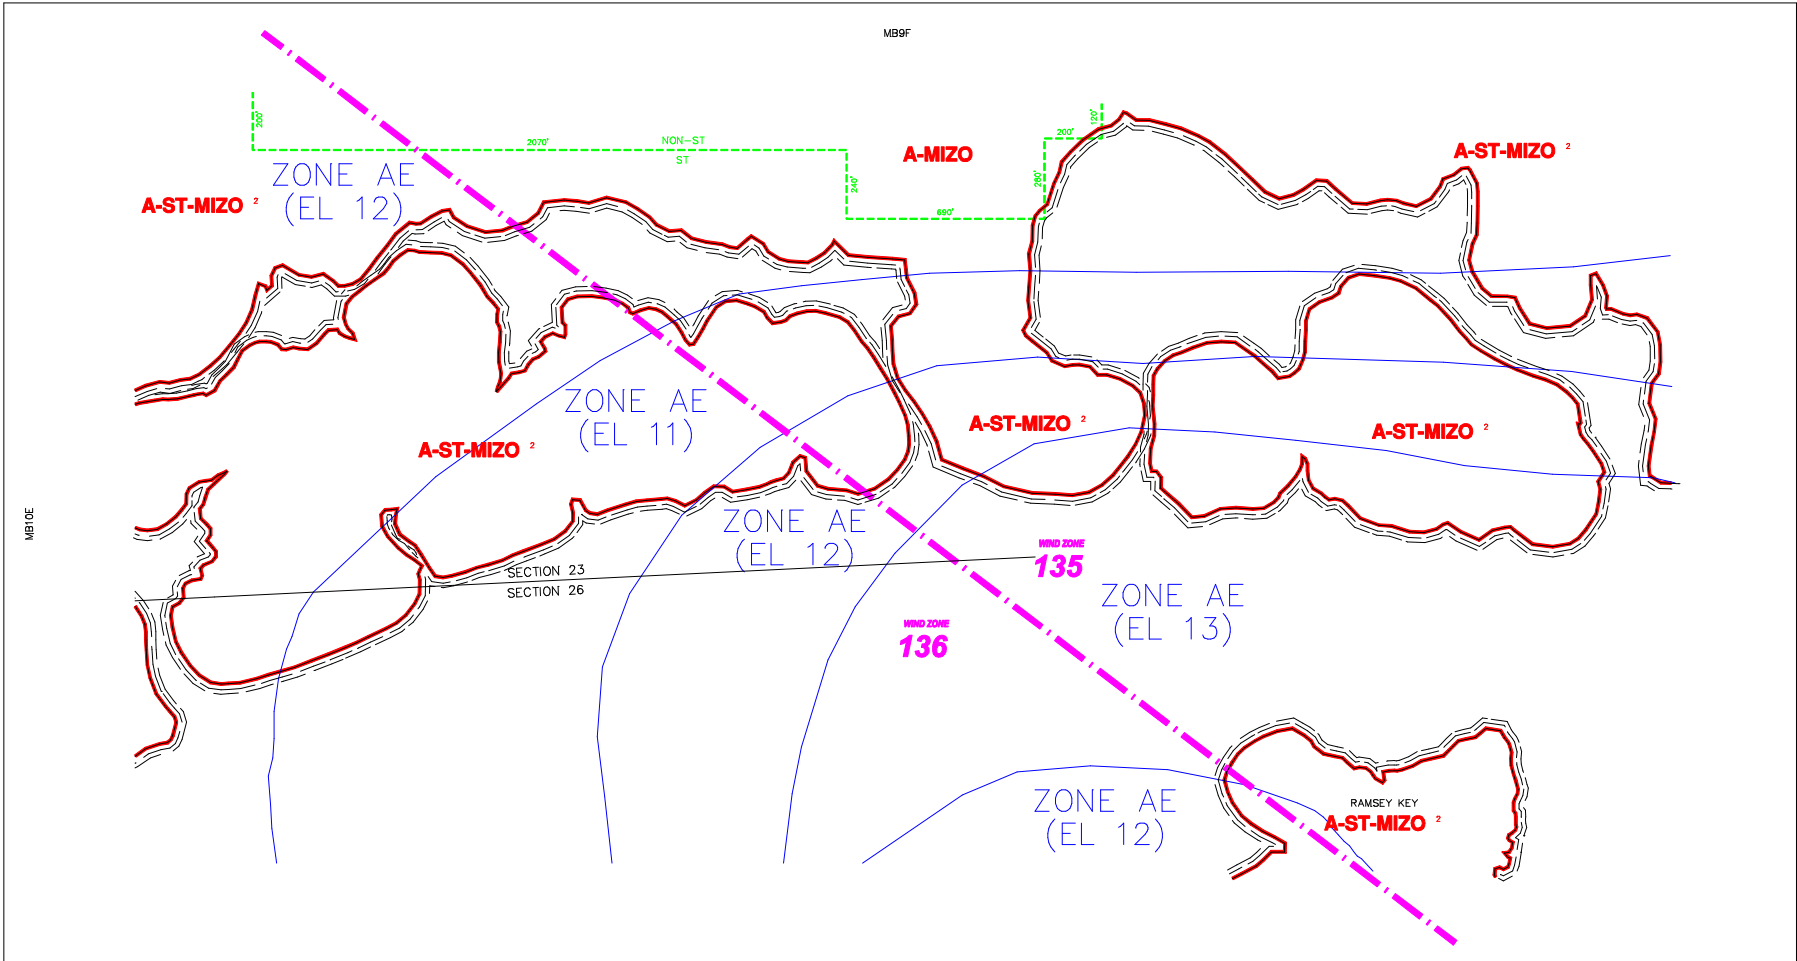 MB9F
200'
2070'
NON-ST
ST
240'
690'
280'
200'
120'
A-MIZO
A-ST-MIZO 2
ZONE AE
(EL 12)
A-ST-MIZO 2
ZONE AE
(EL 11)
A-ST-MIZO 2
A-ST-MIZO 2
A-ST-MIZO 2
MB10E
ZONE AE
(EL 12)
SECTION 23
SECTION 26
WIND ZONE
135
WIND ZONE
136
ZONE AE
(EL 13)
ZONE AE
(EL 12)
RAMSEY KEY
A-ST-MIZO 2